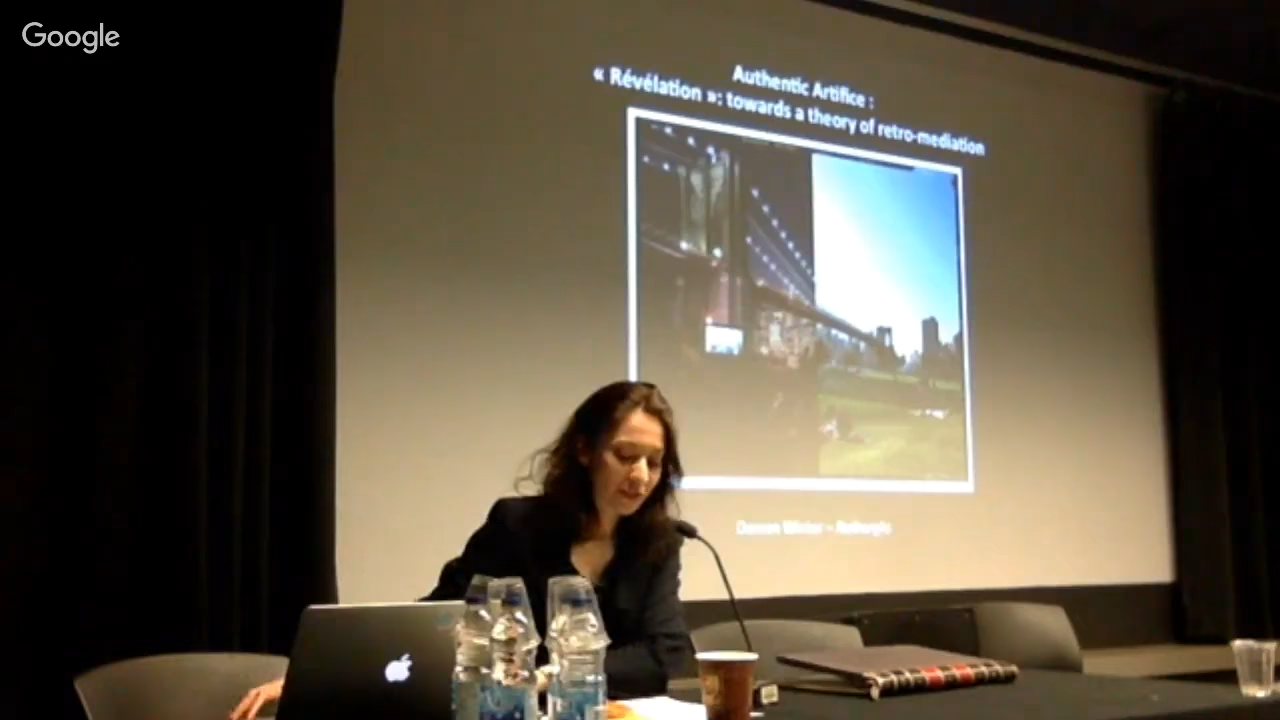 Google
Authentic Artifice :
« Révélation »: towards a theory of retro-mediation